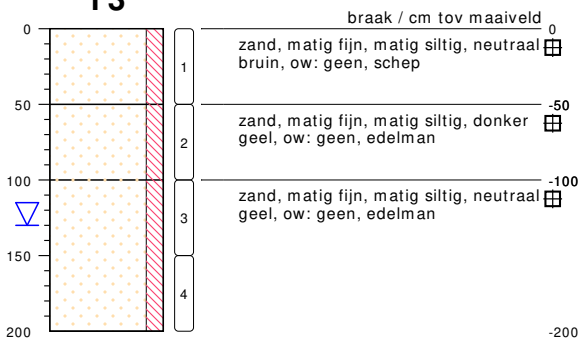 braak / cm tov maaiveld
0
0
zand, matig fijn, matig siltig, neutraal
bruin, ow: geen, schep
1
50
-50
zand, matig fijn, matig siltig, donker
geel, ow: geen, edelman
2
100
-100
zand, matig fijn, matig siltig, neutraal
geel, ow: geen, edelman
3
150
4
200
-200